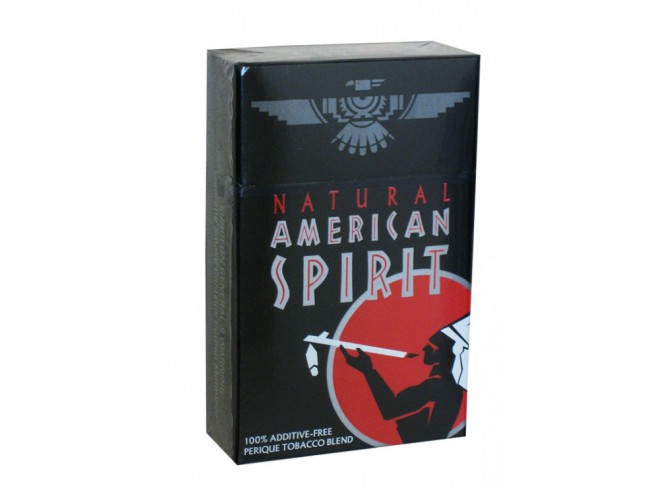 NATURAL
AMERICAN
SPIRIT
100% ADDITIVE-FREE
PERIQUE TOBACCO BLEND